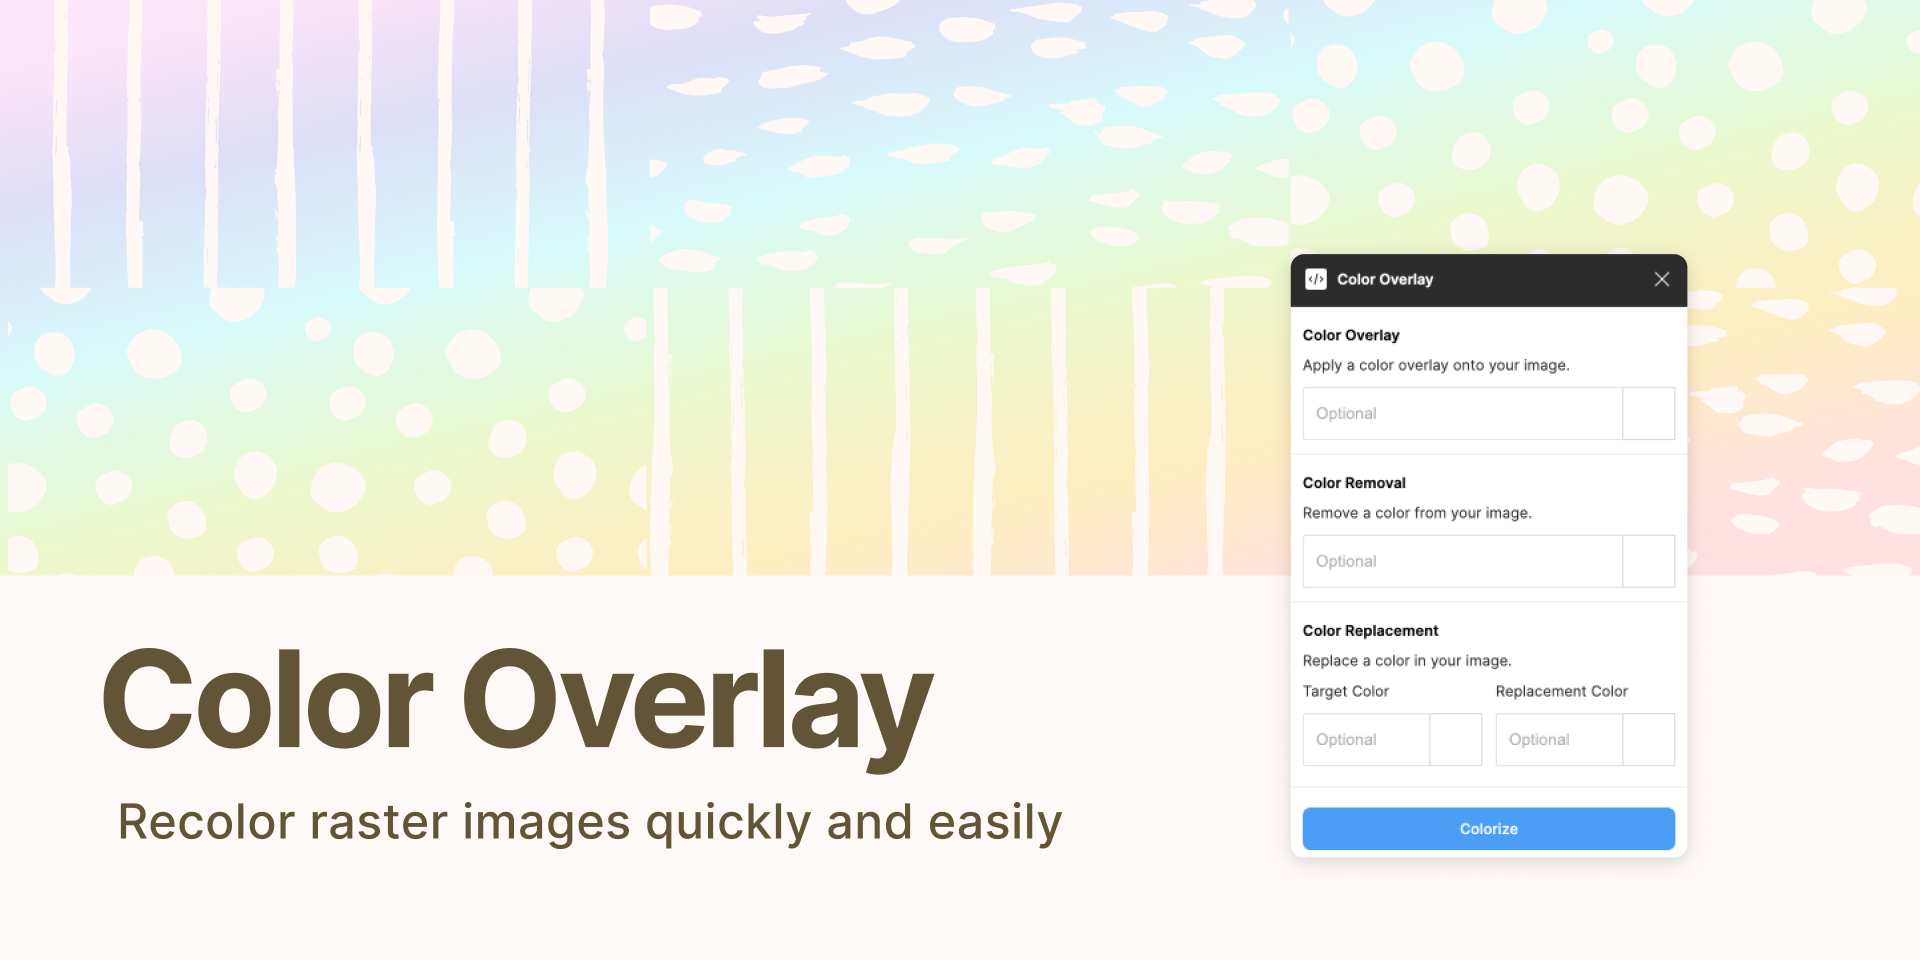 Color Overlay
Recolor raster images quickly and easily
</> Color Overlay
Color Overlay
Apply a color overlay onto your image.
Optional
Color Removal
Remove a color from your image.
Optional
Color Replacement
Replace a color in your image.
Target Color Replacement Color
Optional Optional
Colorize